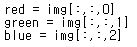 red = img[:,:,0]
green = img[:,:,1]
blue = img[:,:,2]